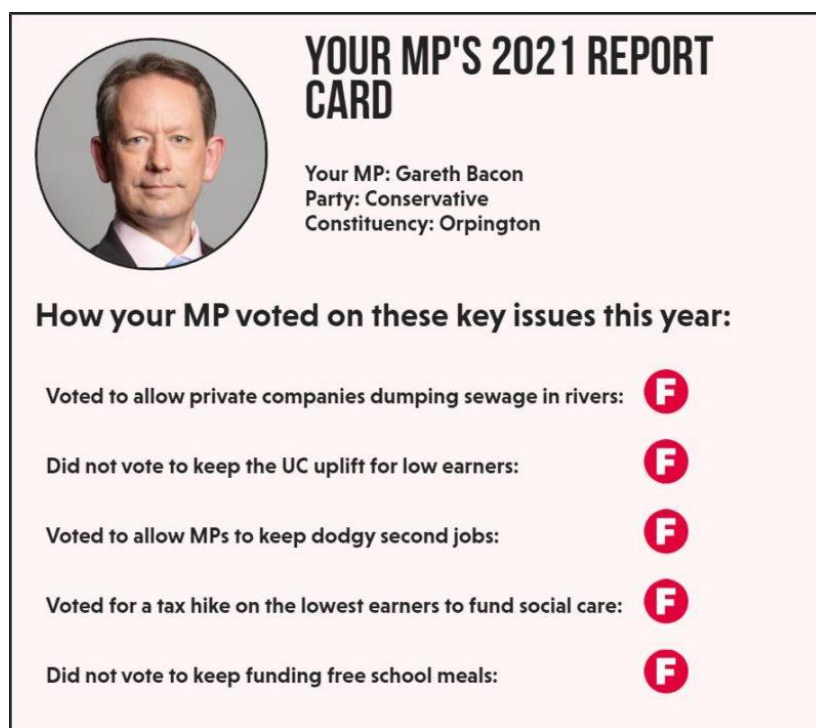 YOUR MP'S 2021 REPORT
CARD
Your MP: Gareth Bacon
Party: Conservative
Constituency: Orpington
How your MP voted on these key issues this year:
Voted to allow private companies dumping sewage in rivers: F
Did not vote to keep the UC uplift for low earners: F
Voted to allow MPs to keep dodgy second jobs: F
Voted for a tax hike on the lowest earners to fund social care: F
Did not vote to keep funding free school meals: F